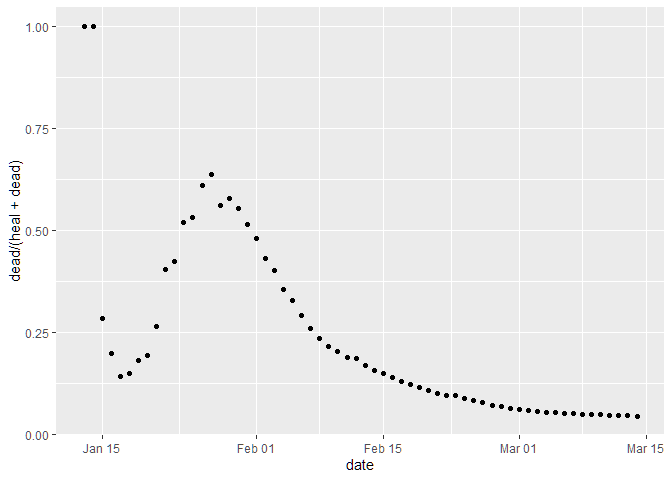 1.00
0.75
0.50
0.25
0.00
dead/(heal + dead)
Jan 15
Feb 01
Feb 15
Mar 01
Mar 15
date